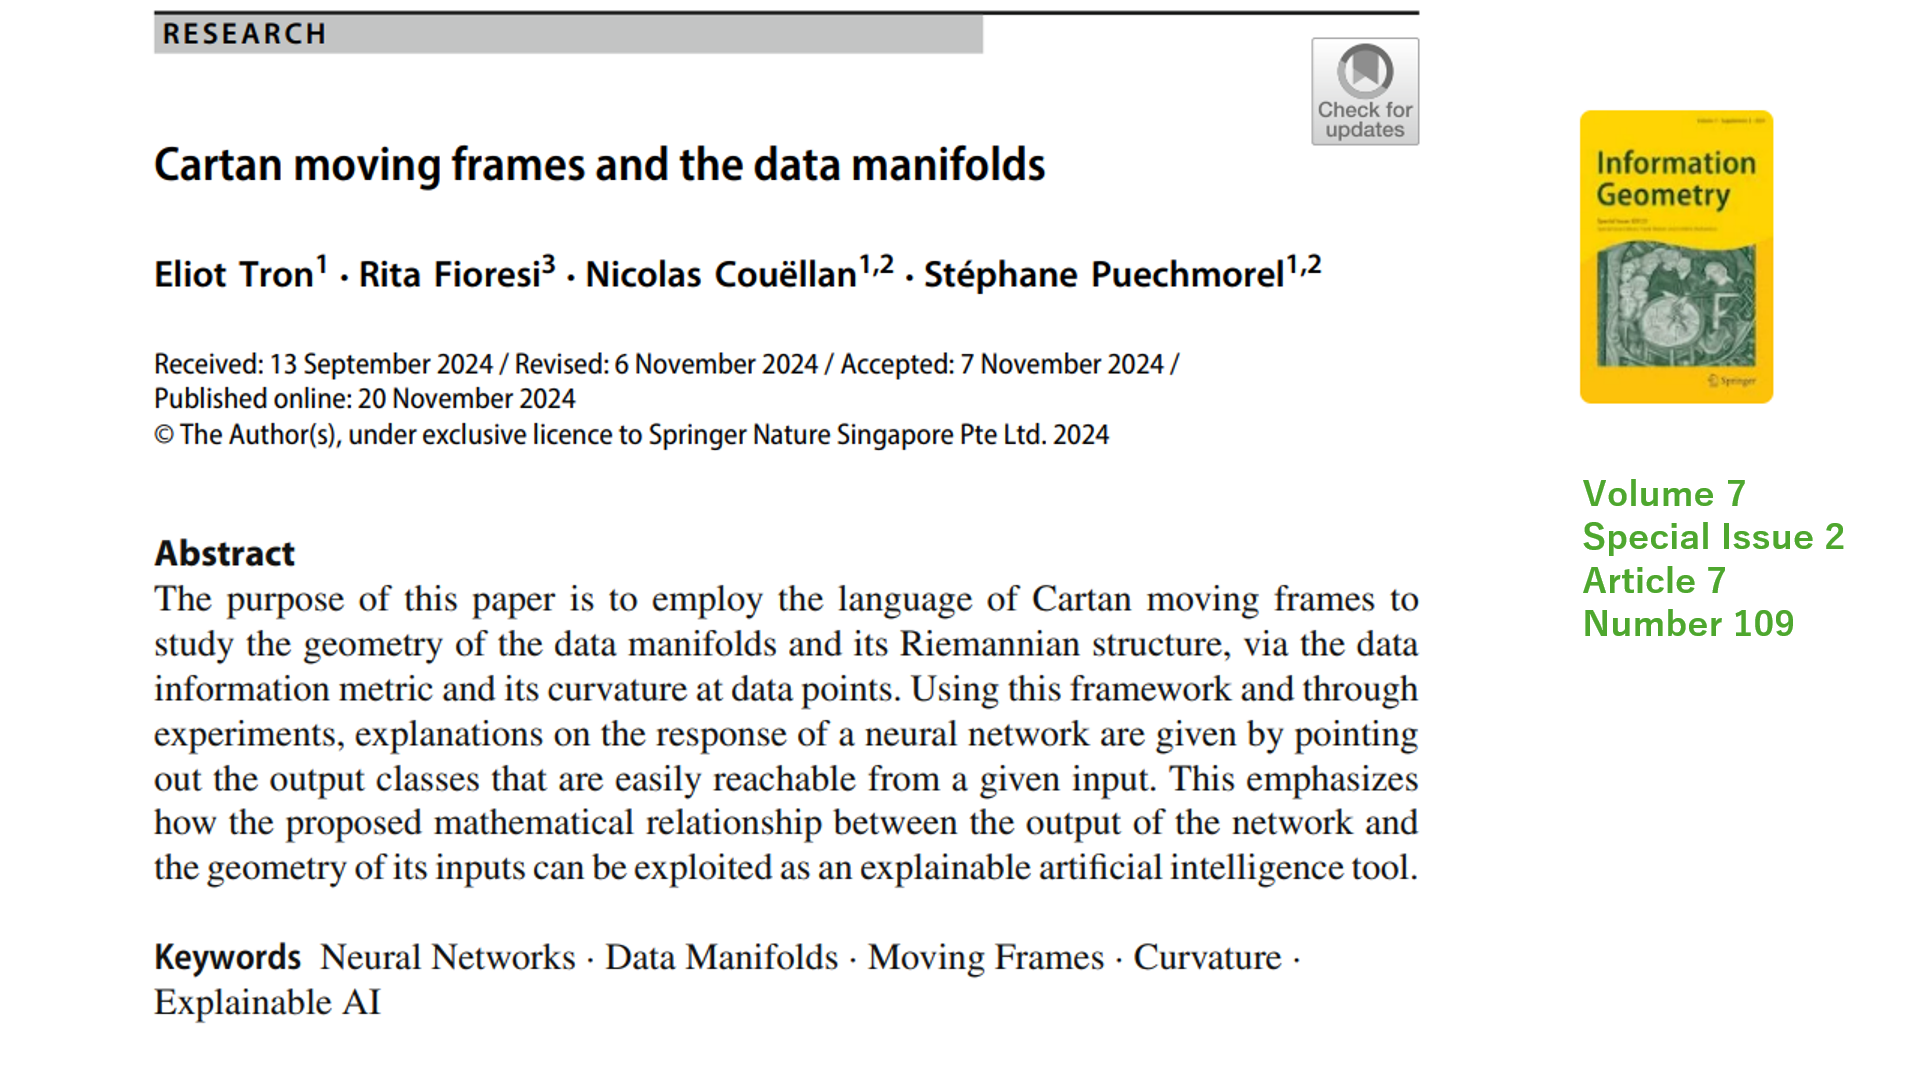 RESEARCH
Check for
updates
Cartan moving frames and the data manifolds
Eliot Tron1 · Rita Fioresi3 · Nicolas Couëllan1,2 · Stéphane Puechmorel1,2
Received: 13 September 2024 / Revised: 6 November 2024 / Accepted: 7 November 2024 /
Published online: 20 November 2024
© The Author(s), under exclusive licence to Springer Nature Singapore Pte Ltd. 2024
Abstract
The purpose of this paper is to employ the language of Cartan moving frames to
study the geometry of the data manifolds and its Riemannian structure, via the data
information metric and its curvature at data points. Using this framework and through
experiments, explanations on the response of a neural network are given by pointing
out the output classes that are easily reachable from a given input. This emphasizes
how the proposed mathematical relationship between the output of the network and
the geometry of its inputs can be exploited as an explainable artificial intelligence tool.
Keywords Neural Networks · Data Manifolds · Moving Frames · Curvature ·
Explainable AI
Information
Geometry
Springer
Volume 7
Special Issue 2
Article 7
Number 109